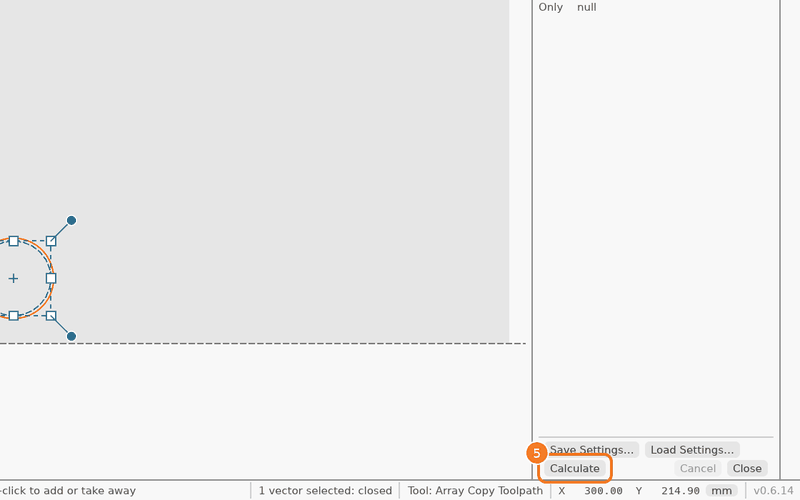 Only null
5
Save Settings... Load Settings...
Calculate Cancel Close
-click to add or take away 1 vector selected: closed Tool: Array Copy Toolpath X 300.00 Y 214.90 mm v0.6.14